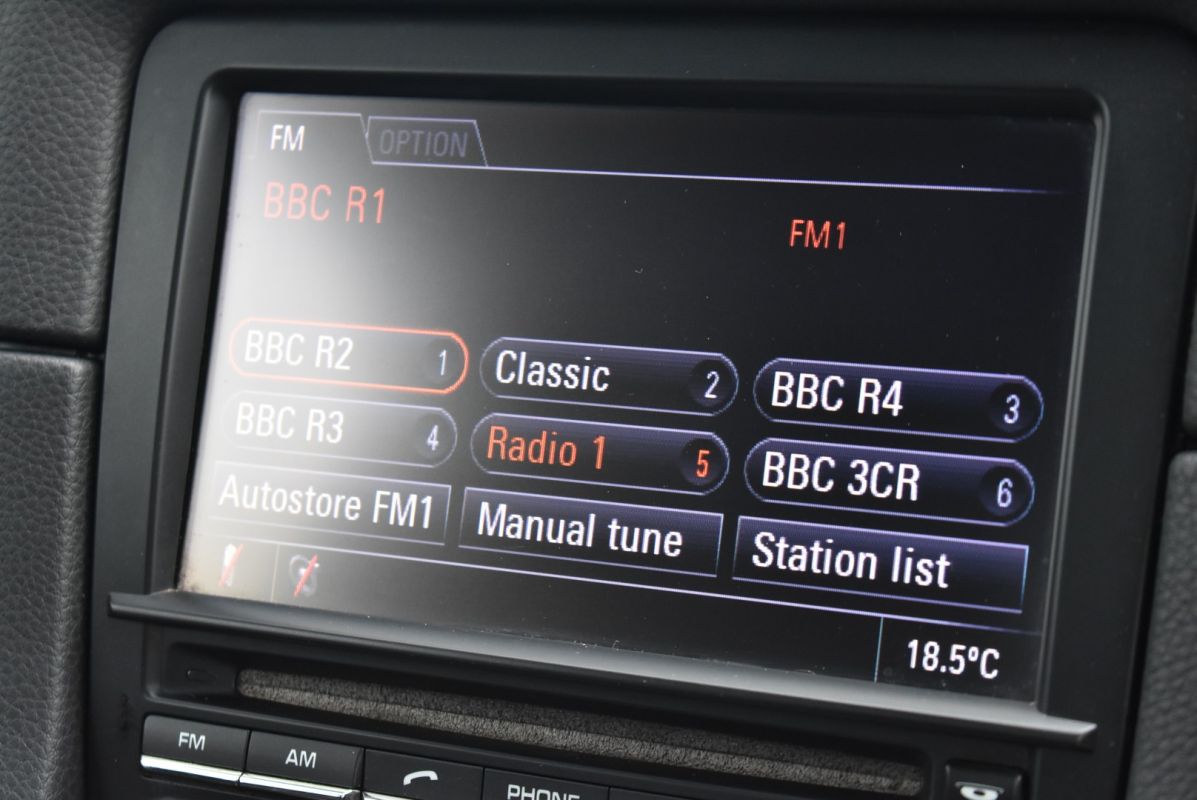 FM OPTION
BBC R1
FM1
BBC R2 1 Classic 2 BBC R4 3
BBC R3 4 Radio 1 5 BBC 3CR 6
Autostore FM1 Manual tune Station list
18.5ºC
FM AM PHONE